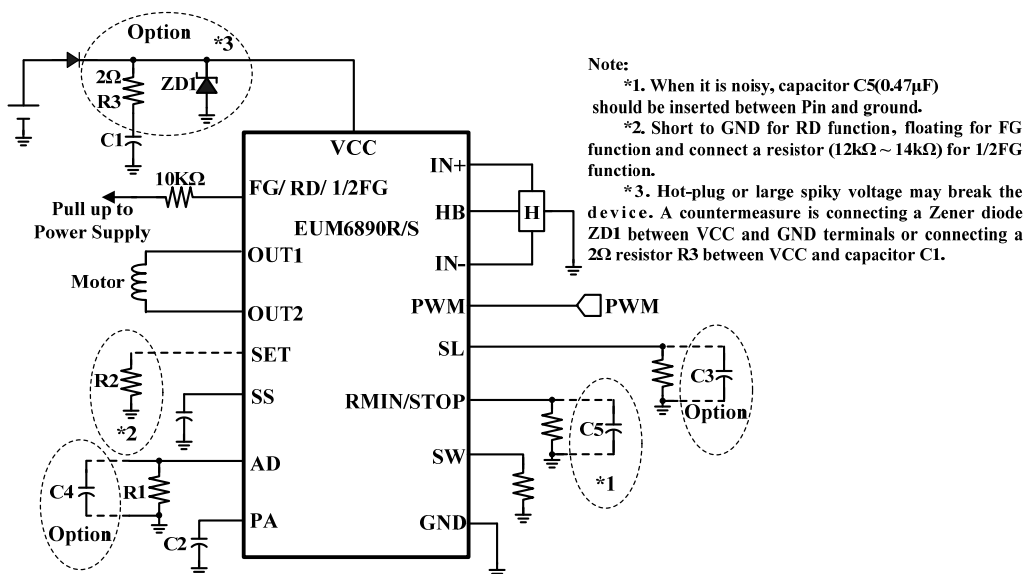 Option
*3
2Ω
R3
ZD1
C1
VCC
10KΩ
FG/ RD/ 1/2FG
Pull up to
Power Supply
EUM6890R/S
OUT1
Motor
OUT2
SET
R2
*2
SS
AD
C4
R1
Option
PA
C2
IN+
HB
H
IN-
PWM
PWM
SL
C3
Option
RMIN/STOP
C5
*1
SW
GND
Note:
*1. When it is noisy, capacitor C5(0.47μF)
should be inserted between Pin and ground.
*2. Short to GND for RD function, floating for FG
function and connect a resistor (12kΩ ~ 14kΩ) for 1/2FG
function.
*3. Hot-plug or large spiky voltage may break the
device. A countermeasure is connecting a Zener diode
ZD1 between VCC and GND terminals or connecting a
2Ω resistor R3 between VCC and capacitor C1.